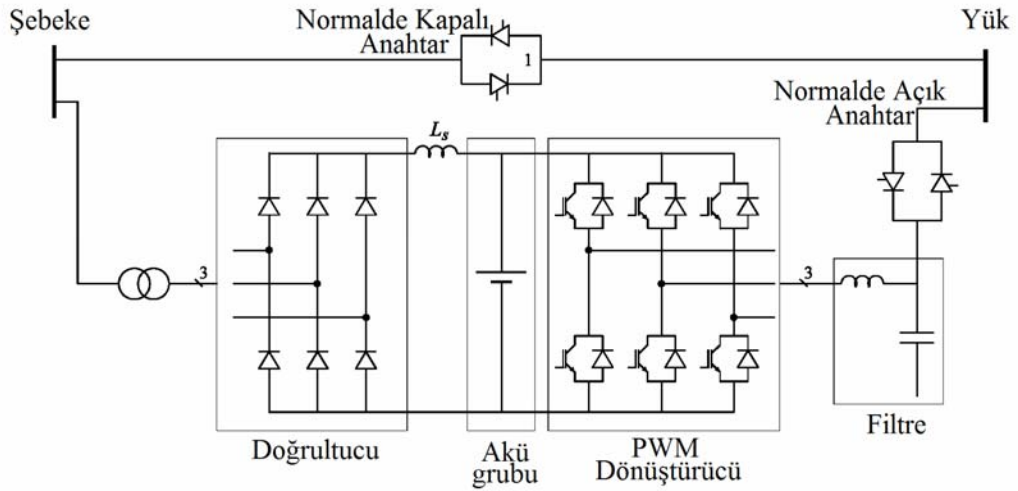 Şebeke
Normalde Kapalı
Anahtar
1
Yük
Normalde Açık
Anahtar
Ls
3
3
Doğrultucu
Akü
grubu
PWM
Dönüştürücü
Filtre